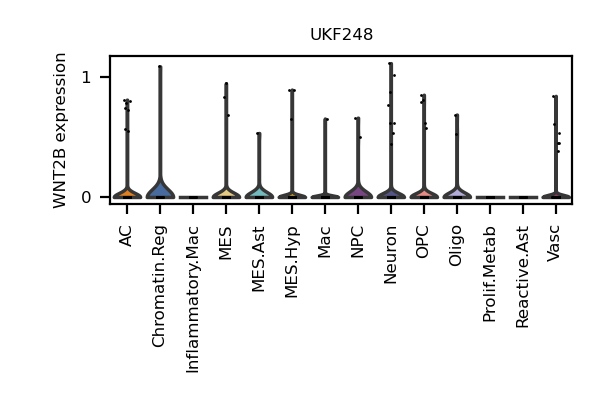 UKF248
WNT2B expression
1
0
AC
Chromatin.Reg
Inflammatory.Mac
MES
MES.Ast
MES.Hyp
Mac
NPC
Neuron
OPC
Oligo
Prolif.Metab
Reactive.Ast
Vasc